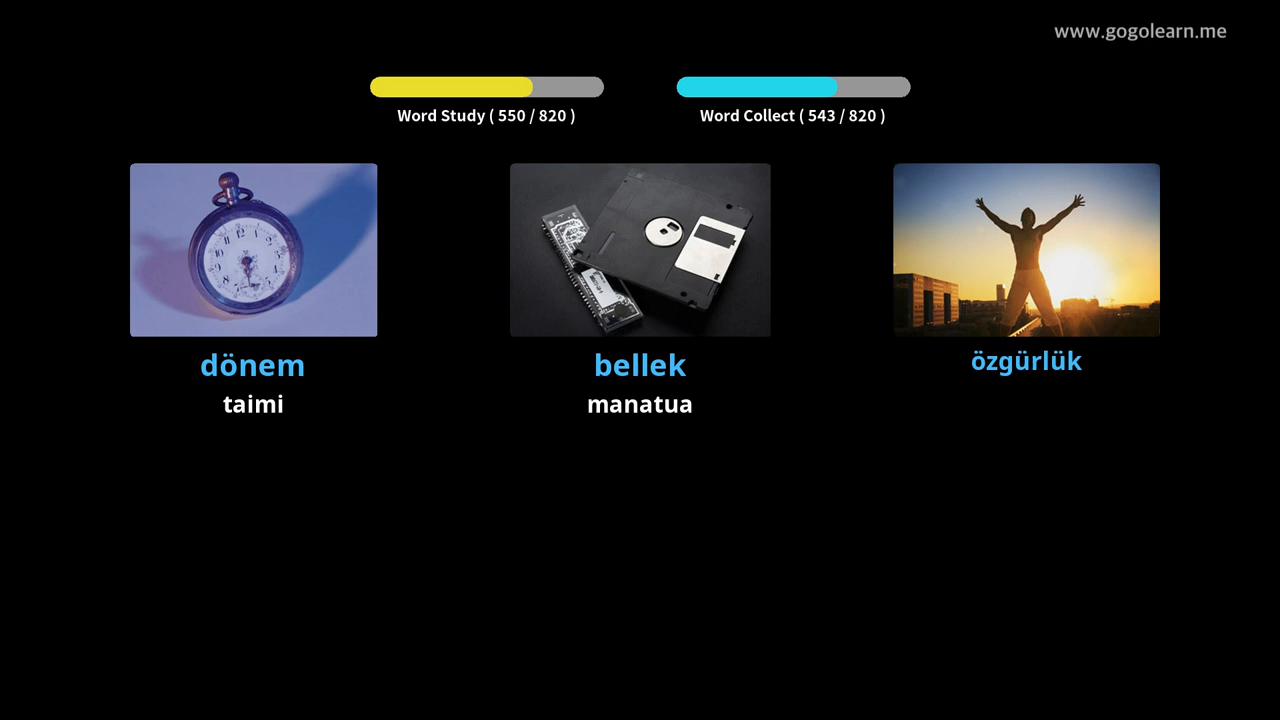 www.gogolearn.me
Word Study ( 550 / 820 )
Word Collect ( 543 / 820 )
dönem
taimi
bellek
manatua
özgürlük